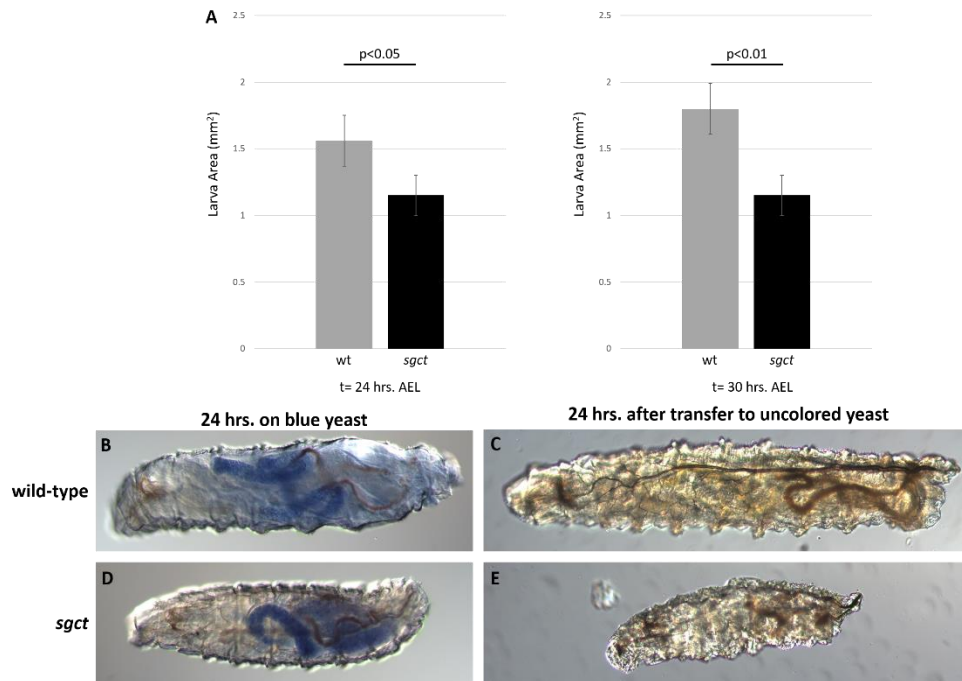 A
2.5
2
1.5
1
0.5
0
Larva Area (mm²)
p<0.05
wt
sgct
t= 24 hrs. AEL
2.5
2
1.5
1
0.5
0
Larva Area (mm²)
p<0.01
wt
sgct
t= 30 hrs. AEL
24 hrs. on blue yeast
24 hrs. after transfer to uncolored yeast
wild-type
B
C
sgct
D
E